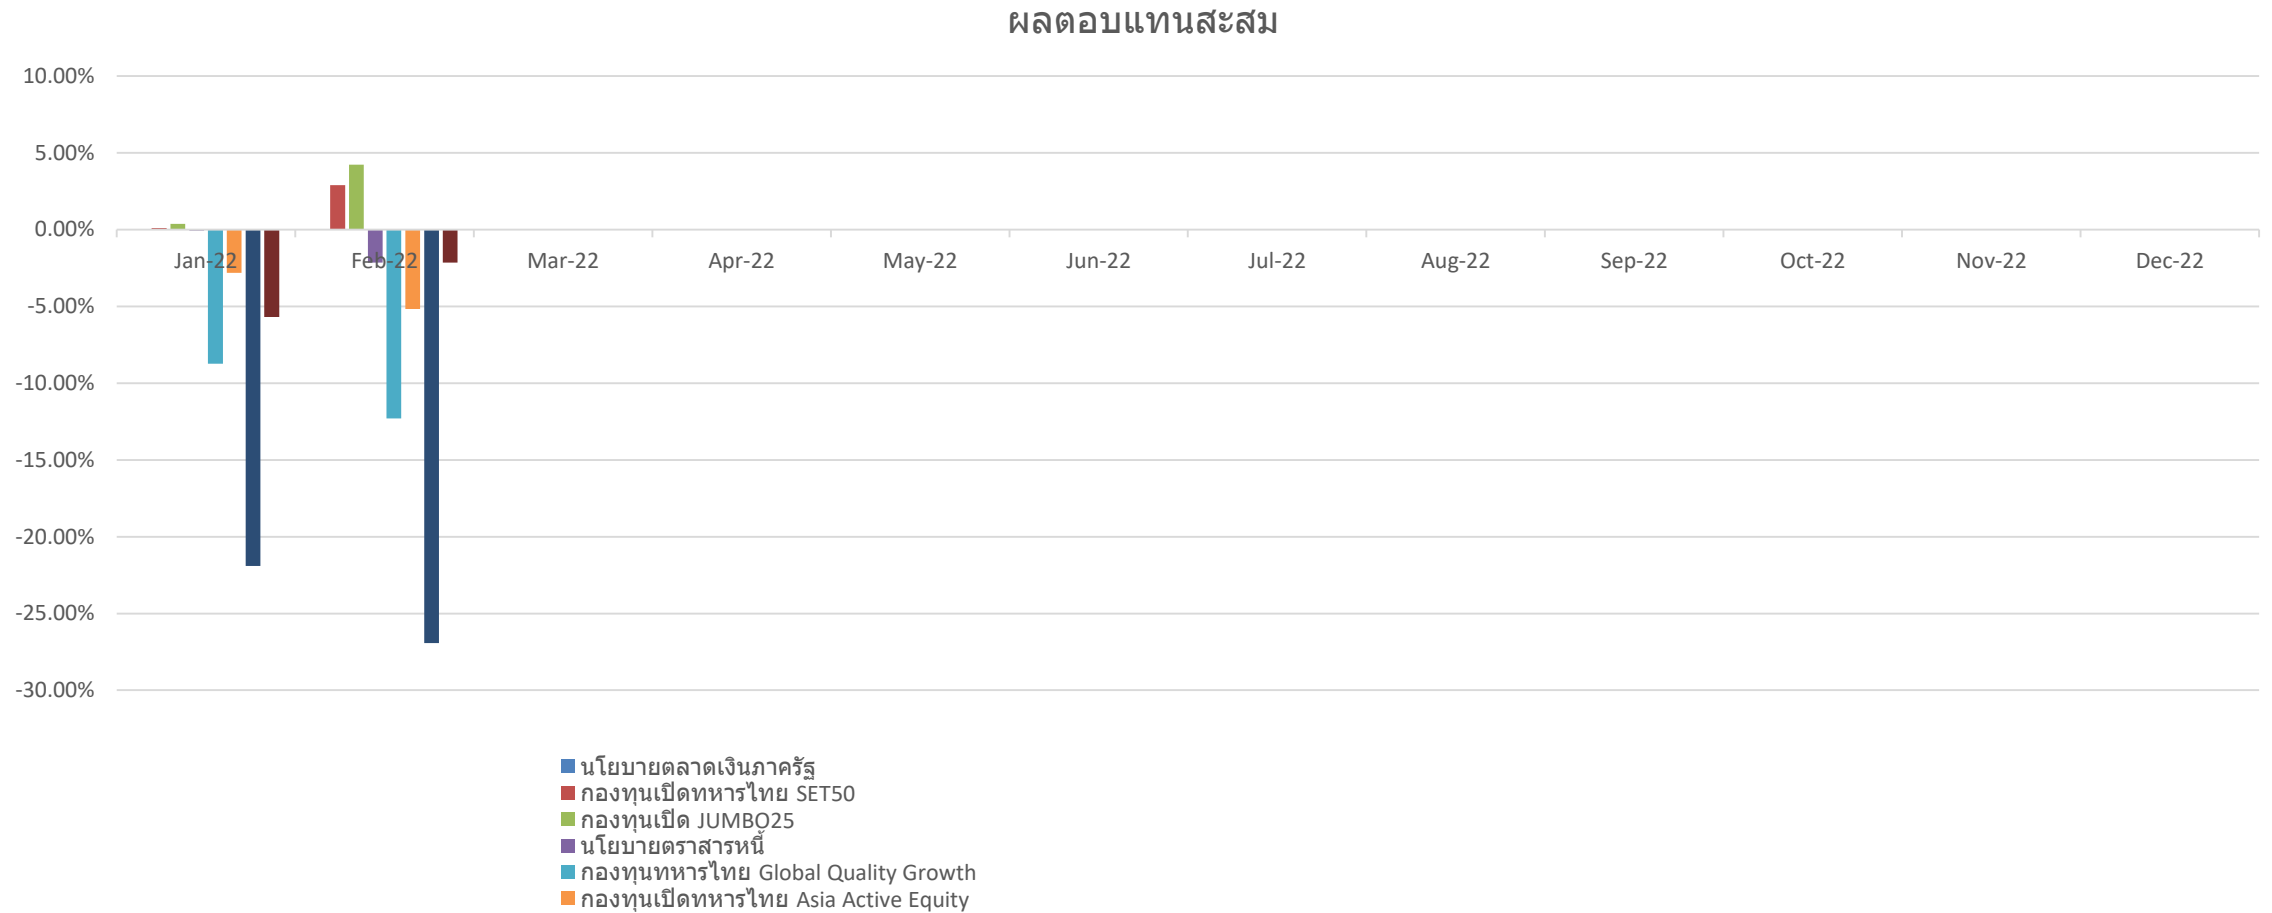 ผลตอบแทนสะสม
10.00%
5.00%
0.00%
-5.00%
-10.00%
-15.00%
-20.00%
-25.00%
-30.00%
Jan-22 Feb-22 Mar-22 Apr-22 May-22 Jun-22 Jul-22 Aug-22 Sep-22 Oct-22 Nov-22 Dec-22
นโยบายตลาดเงินภาครัฐ
กองทุนเปิดทหารไทย SET50
กองทุนเปิด JUMBO25
นโยบายตราสารหนี้
กองทุนทหารไทย Global Quality Growth
กองทุนเปิดทหารไทย Asia Active Equity